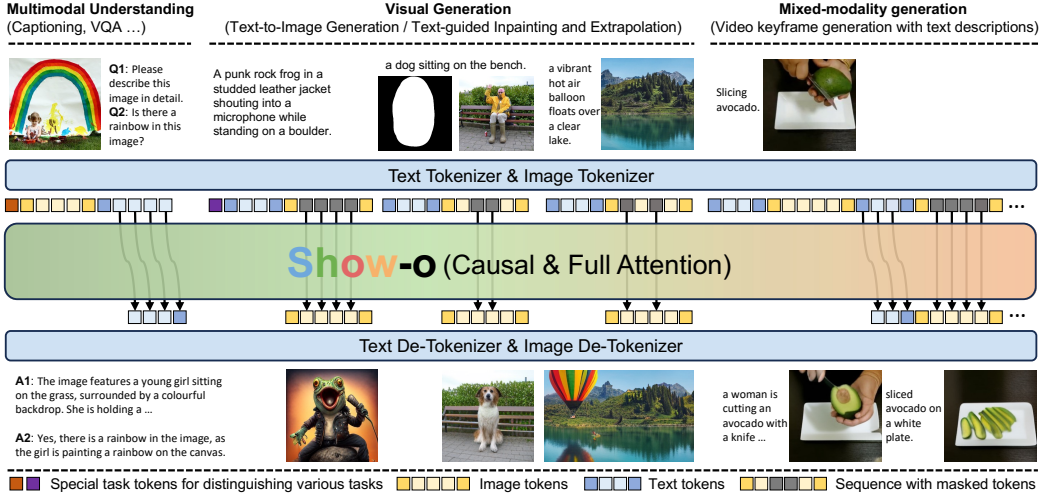 Multimodal Understanding
(Captioning, VQA …)
Visual Generation
(Text-to-Image Generation / Text-guided Inpainting and Extrapolation)
Mixed-modality generation
(Video keyframe generation with text descriptions)
Q1: Please
describe this
image in detail.
Q2: Is there a
rainbow in this
image?
A punk rock frog in a
studded leather jacket
shouting into a
microphone while
standing on a boulder.
a dog sitting on the bench.
a vibrant
hot air
balloon
floats over
a clear
lake.
Slicing
avocado.
Text Tokenizer & Image Tokenizer
...
Show-o (Causal & Full Attention)
...
Text De-Tokenizer & Image De-Tokenizer
A1: The image features a young girl sitting
on the grass, surrounded by a colourful
backdrop. She is holding a …
A2: Yes, there is a rainbow in the image, as
the girl is painting a rainbow on the canvas.
a woman is
cutting an
avocado with
a knife …
sliced
avocado on
a white
plate.
Special task tokens for distinguishing various tasks
Image tokens
Text tokens
Sequence with masked tokens